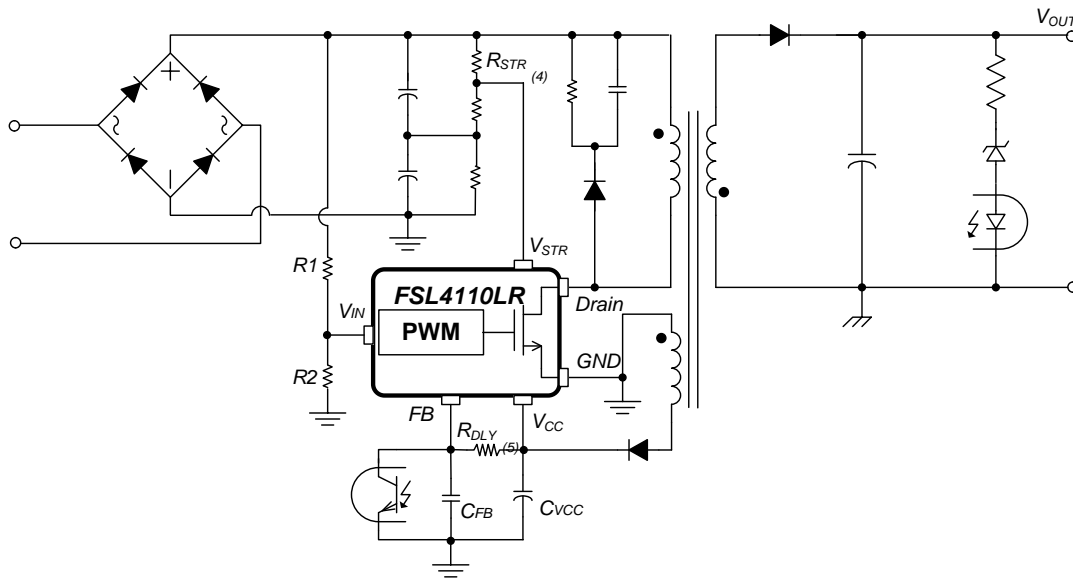 VOUT
RSTR (4)
+
−
VSTR
R1
FSL4110LR
Drain
VIN
PWM
GND
R2
FB
VCC
RDLY (5)
CFB
CVCC